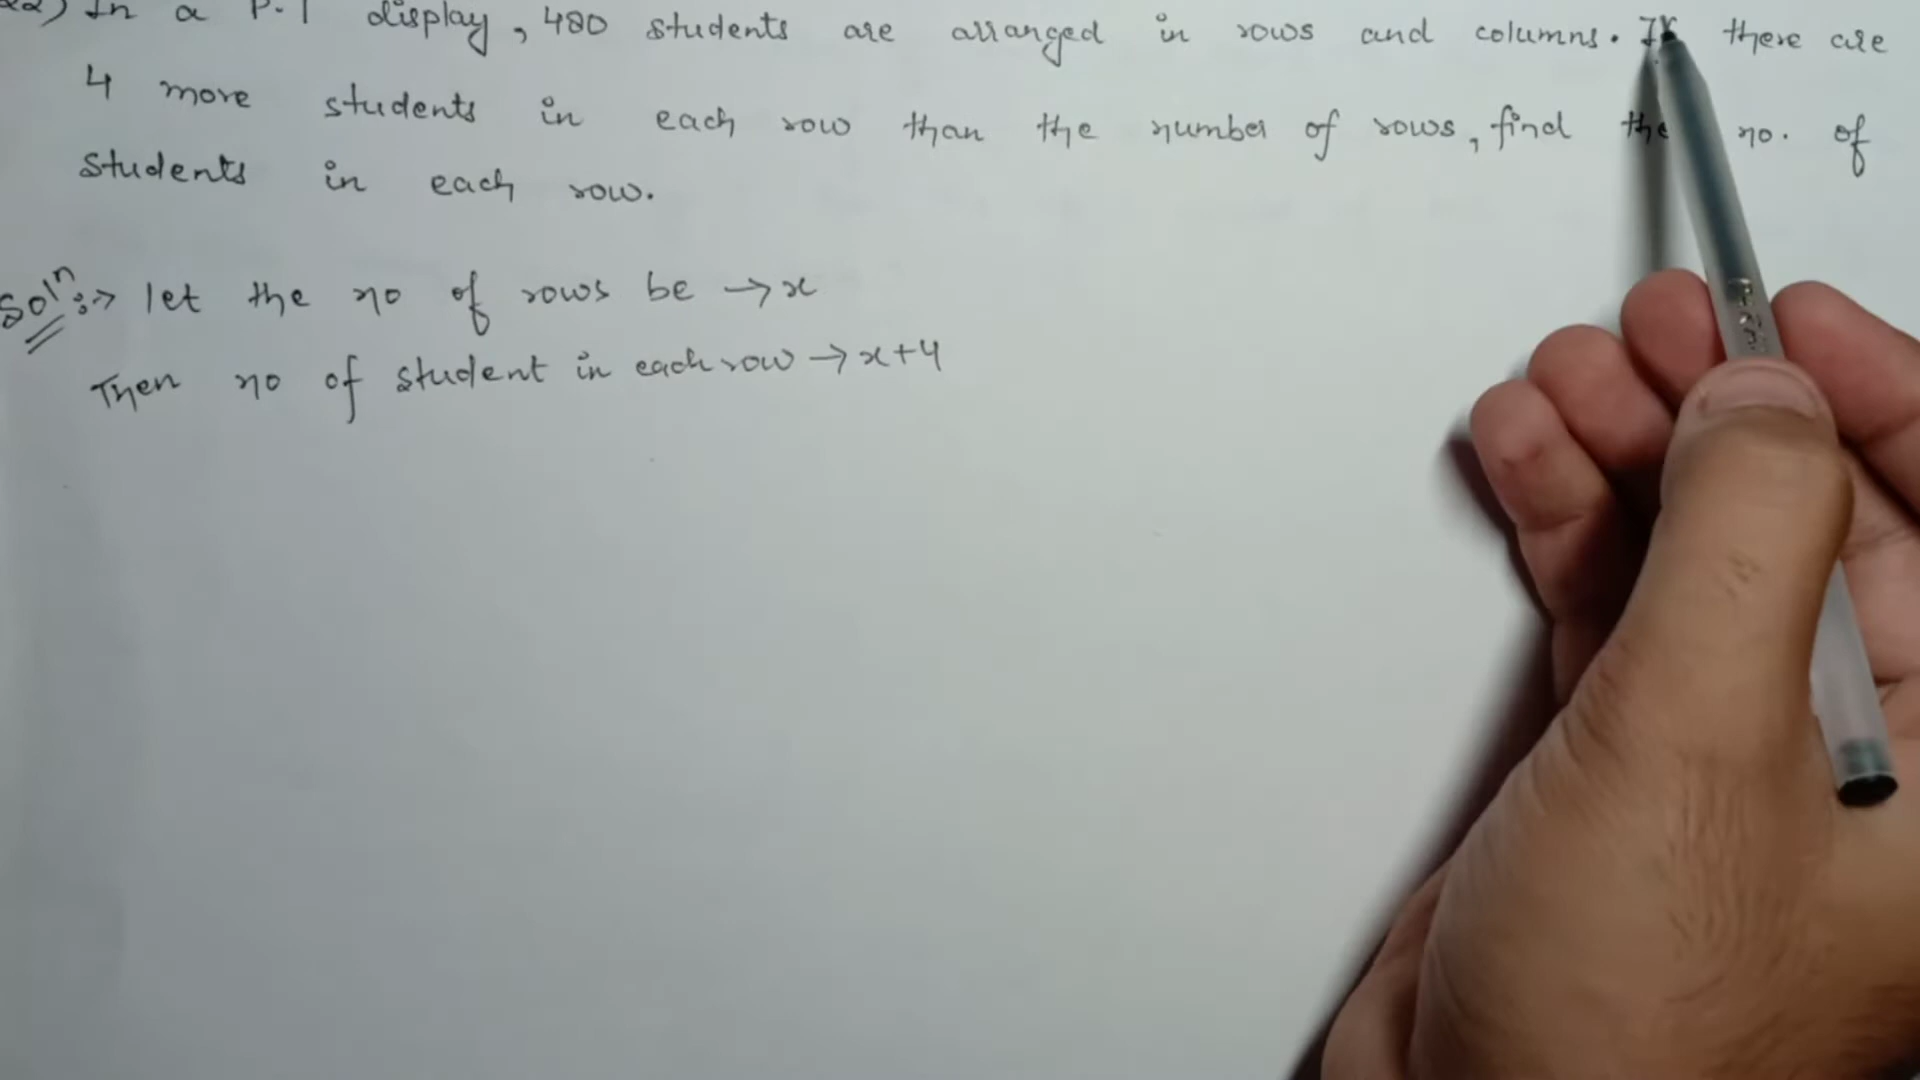 22) In a P.T display, 480 students are arranged in rows and columns. If there are
4 more students in each row than the number of rows, find the no. of
students in each row.
Soln:-> let the no of rows be → x
Then no of student in each row → x+4